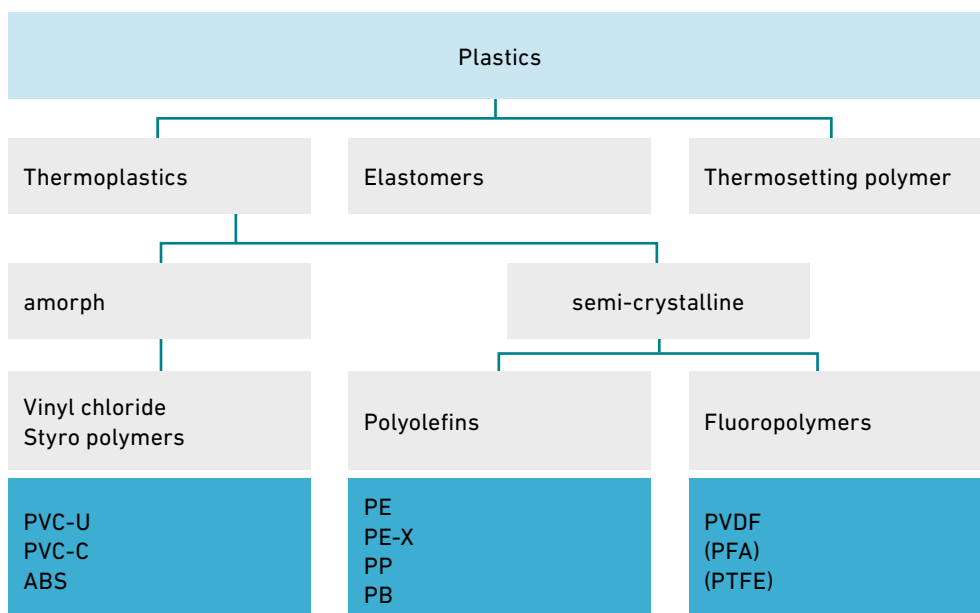 Plastics
Thermoplastics
Elastomers
Thermosetting polymer
amorph
semi-crystalline
Vinyl chloride
Styro polymers
Polyolefins
Fluoropolymers
PVC-U
PVC-C
ABS
PE
PE-X
PP
PB
PVDF
(PFA)
(PTFE)